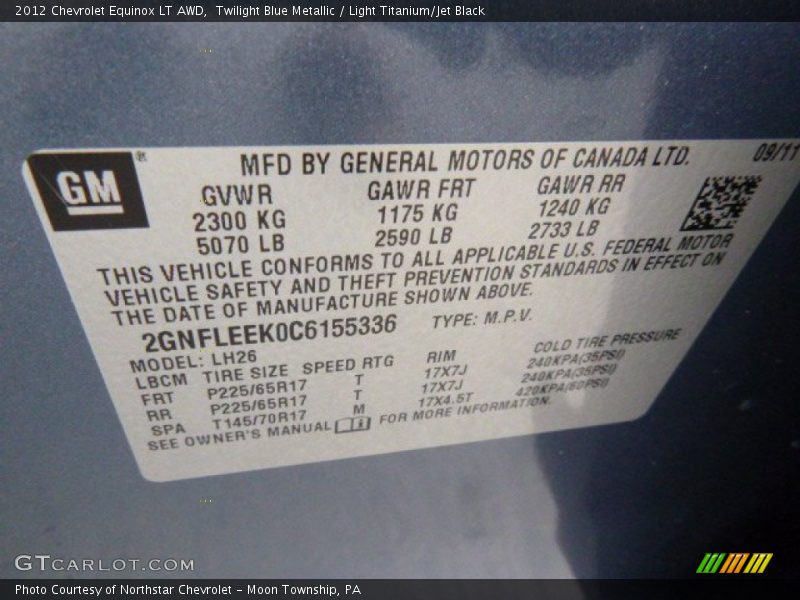 2012 Chevrolet Equinox LT AWD,  Twilight Blue Metallic / Light Titanium/Jet Black
GM®
MFD BY GENERAL MOTORS OF CANADA LTD. 09/11
GVWR GAWR FRT GAWR RR
2300 KG 1175 KG 1240 KG
5070 LB 2590 LB 2733 LB
THIS VEHICLE CONFORMS TO ALL APPLICABLE U.S. FEDERAL MOTOR
VEHICLE SAFETY AND THEFT PREVENTION STANDARDS IN EFFECT ON
THE DATE OF MANUFACTURE SHOWN ABOVE.
2GNFLEEK0C6155336 TYPE: M.P.V.
MODEL: LH26
LBCM TIRE SIZE SPEED RTG RIM COLD TIRE PRESSURE
FRT P225/65R17 T 17X7J 240KPA(35PSI)
RR P225/65R17 T 17X7J 240KPA(35PSI)
SPA T145/70R17 M 17X4.5T 420KPA(60PSI)
SEE OWNER'S MANUAL FOR MORE INFORMATION.
GTCARLOT.COM
Photo Courtesy of Northstar Chevrolet - Moon Township, PA